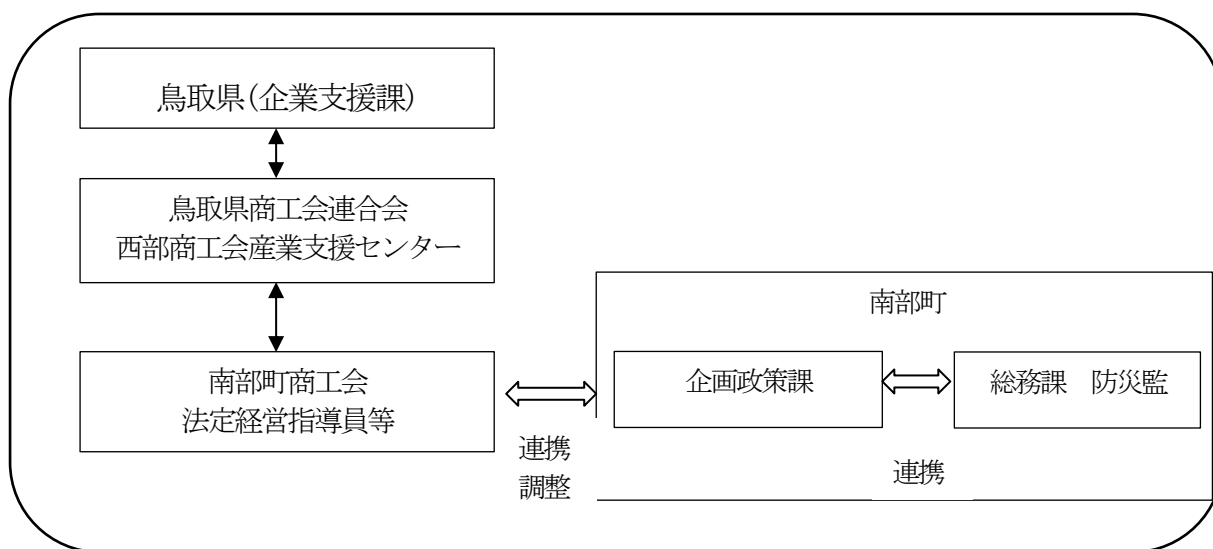 鳥取県(企業支援課)
鳥取県商工会連合会
西部商工会産業支援センター
南部町商工会
法定経営指導員等
連携
調整
南部町
企画政策課
総務課　防災監
連携